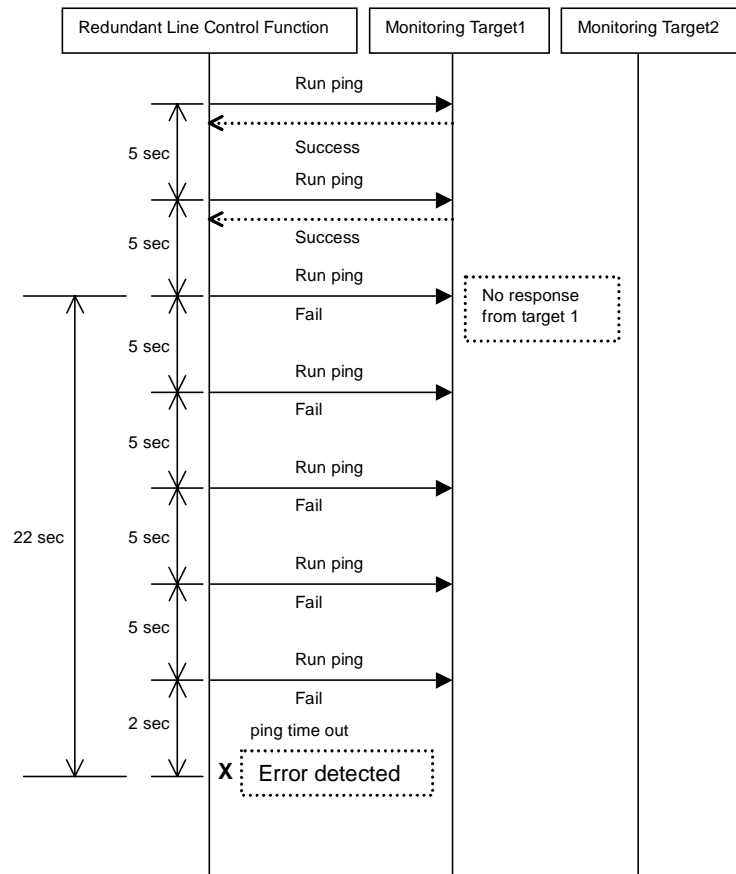 Redundant Line Control Function
Monitoring Target1
Monitoring Target2
Run ping
5 sec
Success
Run ping
5 sec
Success
Run ping
Fail
No response
from target 1
5 sec
Run ping
Fail
5 sec
Run ping
Fail
22 sec
5 sec
Run ping
Fail
5 sec
Run ping
Fail
2 sec
ping time out
X
Error detected